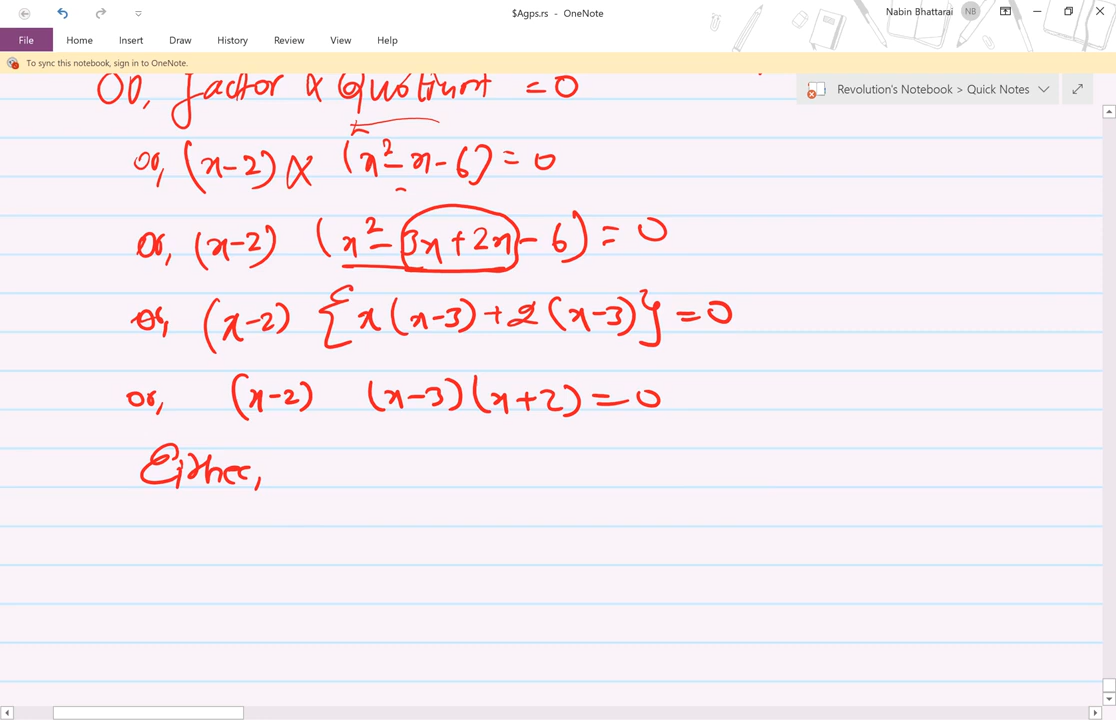 $Agps.rs - OneNote
Nabin Bhattarai NB
File Home Insert Draw History Review View Help
To sync this notebook, sign in to OneNote.
Revolution's Notebook > Quick Notes
Or, factor × Quotient = 0
or, (x-2) × (x² - x - 6) = 0
Or, (x-2) (x² - 3x + 2x - 6) = 0
Or, (x-2) {x(x-3) + 2(x-3)} = 0
or, (x-2) (x-3)(x+2) = 0
Either,